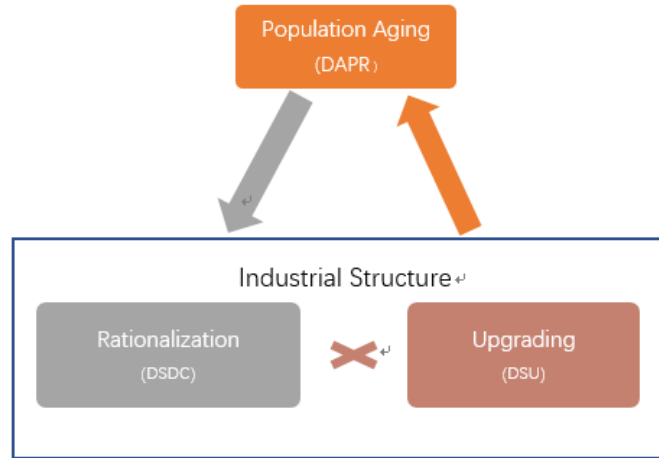 Population Aging
(DAPR）
Industrial Structure
Rationalization
(DSDC)
Upgrading
(DSU)